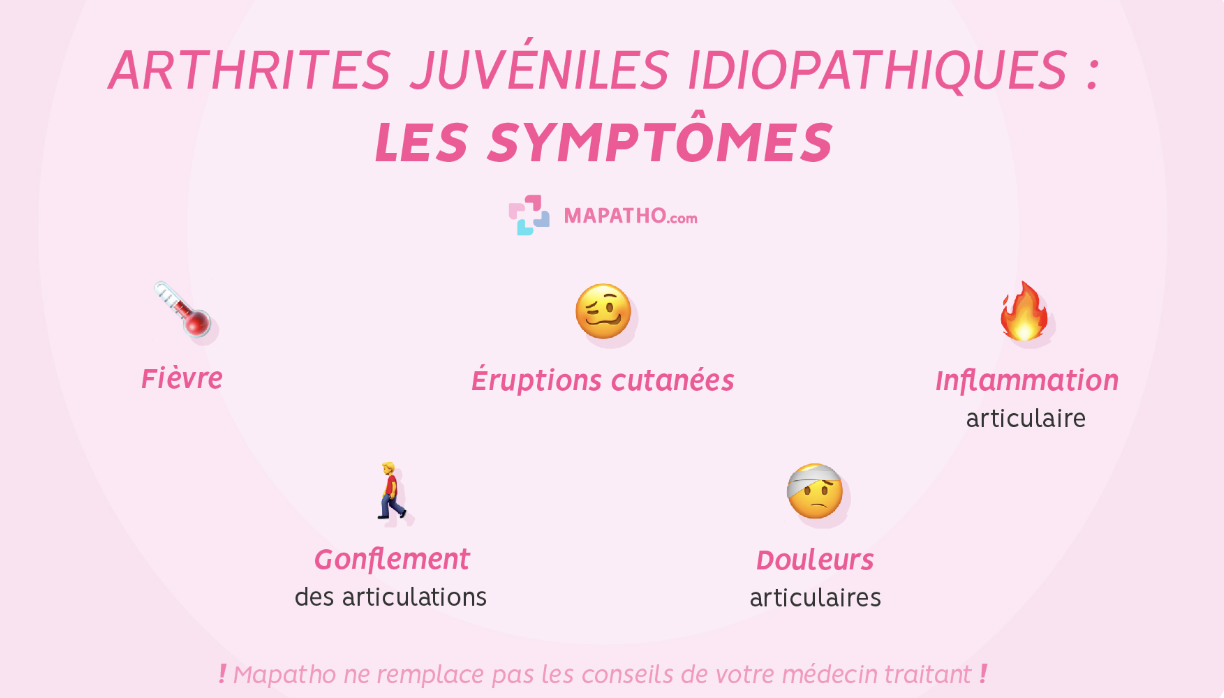 ARTHRITES JUVÉNILES IDIOPATHIQUES :
LES SYMPTÔMES
MAPATHO.com
Fièvre
Éruptions cutanées
Inflammation
articulaire
Gonflement
des articulations
Douleurs
articulaires
! Mapatho ne remplace pas les conseils de votre médecin traitant !